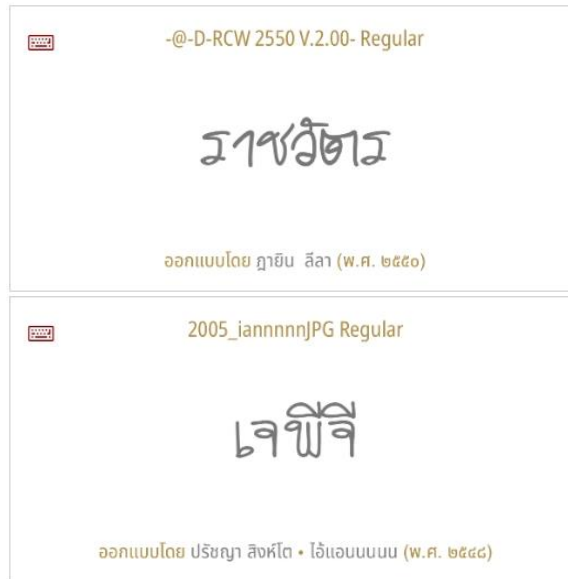 -@-D-RCW 2550 V.2.00- Regular
ราชวัตร
ออกแบบโดย ฎายิน ลีลา (พ.ศ. ๒๕๕๐)
2005_iannnnnJPG Regular
เจพีจี
ออกแบบโดย ปรัชญา สิงห์โต • ไอ้แอนนนนน (พ.ศ. ๒๕๔๘)